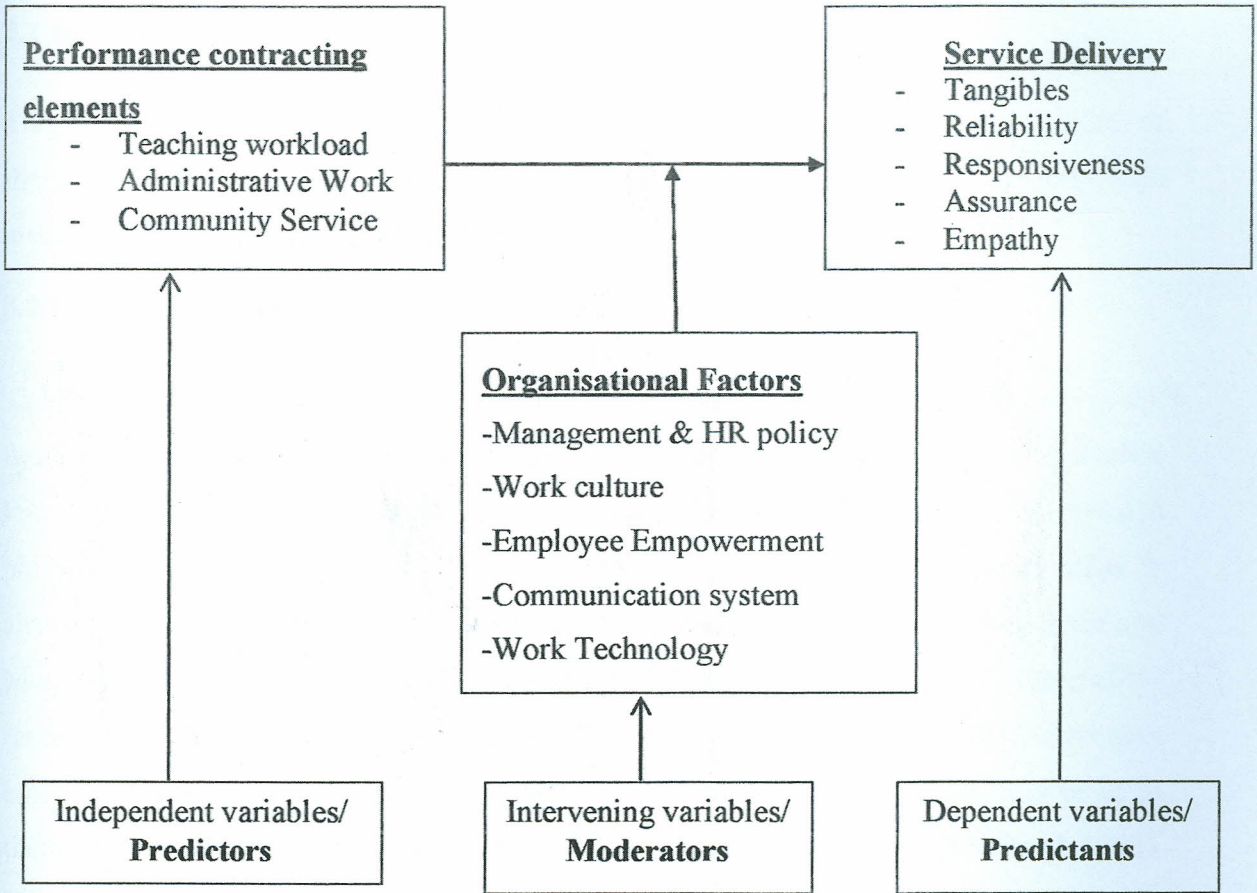 Performance contracting
elements
- Teaching workload
- Administrative Work
- Community Service
Service Delivery
- Tangibles
- Reliability
- Responsiveness
- Assurance
- Empathy
Organisational Factors
-Management & HR policy
-Work culture
-Employee Empowerment
-Communication system
-Work Technology
Independent variables/
Predictors
Intervening variables/
Moderators
Dependent variables/
Predictants